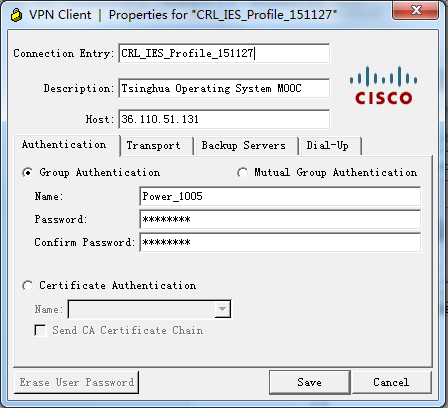 VPN Client | Properties for "CRL_IES_Profile_151127"
Connection Entry: CRL_IES_Profile_151127
Description: Tsinghua Operating System MOOC
CISCO
Host: 36.110.51.131
Authentication Transport Backup Servers Dial-Up
Group Authentication Mutual Group Authentication
Name: Power_1005
Password: ********
Confirm Password: ********
Certificate Authentication
Name:
Send CA Certificate Chain
Erase User Password Save Cancel